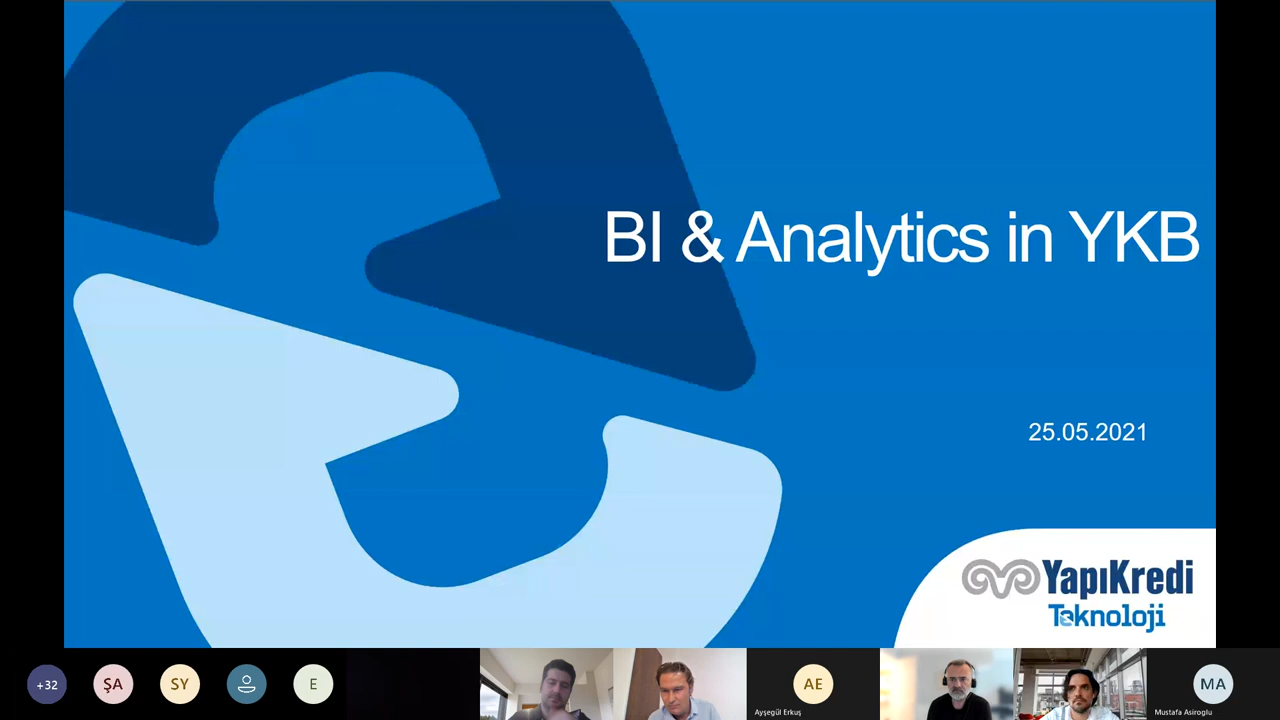 BI & Analytics in YKB
25.05.2021
YapıKredi
Teknoloji
+32
ŞA
SY
E
AE
Ayşegül Erkuş
MA
Mustafa Asiroglu